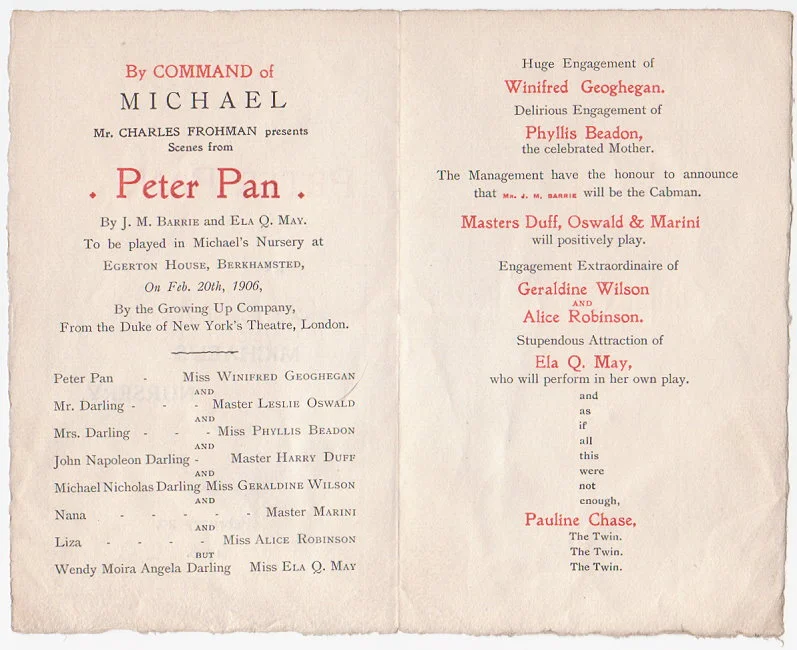 By COMMAND of
MICHAEL
Mr. CHARLES FROHMAN presents
Scenes from
. Peter Pan .
By J. M. BARRIE and ELA Q. MAY.
To be played in Michael's Nursery at
EGERTON HOUSE, BERKHAMSTED,
On Feb. 20th, 1906,
By the Growing Up Company,
From the Duke of New York's Theatre, London.
Peter Pan - Miss WINIFRED GEOGHEGAN
AND
Mr. Darling - - - Master LESLIE OSWALD
AND
Mrs. Darling - - - Miss PHYLLIS BEADON
AND
John Napoleon Darling - Master HARRY DUFF
AND
Michael Nicholas Darling Miss GERALDINE WILSON
AND
Nana - - - - - Master MARINI
AND
Liza - - - - Miss ALICE ROBINSON
BUT
Wendy Moira Angela Darling Miss ELA Q. MAY
Huge Engagement of
Winifred Geoghegan.
Delirious Engagement of
Phyllis Beadon,
the celebrated Mother.
The Management have the honour to announce
that MR. J. M. BARRIE will be the Cabman.
Masters Duff, Oswald & Marini
will positively play.
Engagement Extraordinaire of
Geraldine Wilson
AND
Alice Robinson.
Stupendous Attraction of
Ela Q. May,
who will perform in her own play.
and
as
if
all
this
were
not
enough,
Pauline Chase,
The Twin.
The Twin.
The Twin.